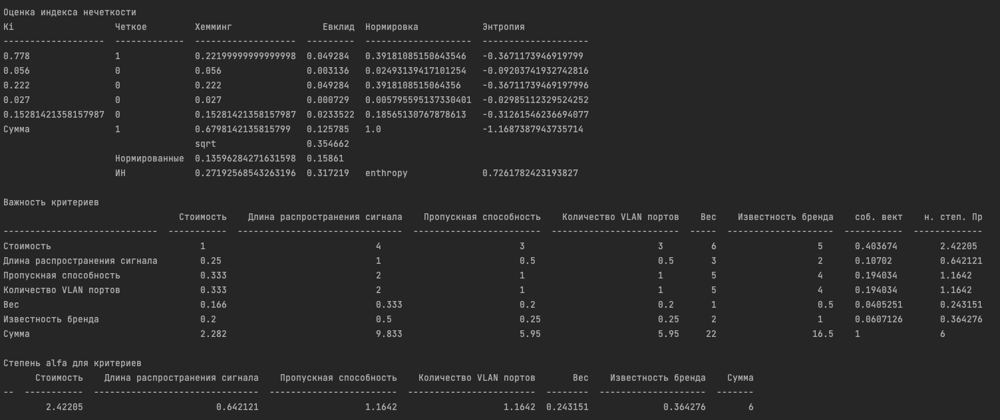 Оценка индекса нечеткости
Ki Четкое Хемминг Евклид Нормировка Энтропия
------------------- ------------- ------------------- --------- -------------------- --------------------
0.778 1 0.22199999999999998 0.049284 0.39181085150643546 -0.3671173946919799
0.056 0 0.056 0.003136 0.02493139417101254 -0.09203741932742816
0.222 0 0.222 0.049284 0.3918108515064356 -0.36711739469197996
0.027 0 0.027 0.000729 0.005795595137330401 -0.02985112329524252
0.15281421358157987 0 0.15281421358157987 0.0233522 0.18565130767878613 -0.31261546236694077
Сумма 1 0.6798142135815799 0.125785 1.0 -1.1687387943735714
sqrt 0.354662
Нормированные 0.13596284271631598 0.15861
ИН 0.27192568543263196 0.317219 enthropy 0.7261782423193827
Важность критериев
Стоимость Длина распространения сигнала Пропускная способность Количество VLAN портов Вес Известность бренда соб. вект н. степ. Пр
----------------------------- ----------- ------------------------------- ------------------------ ------------------------ ----- -------------------- ----------- -------------
Стоимость 1 4 3 3 6 5 0.403674 2.42205
Длина распространения сигнала 0.25 1 0.5 0.5 3 2 0.10702 0.642121
Пропускная способность 0.333 2 1 1 5 4 0.194034 1.1642
Количество VLAN портов 0.333 2 1 1 5 4 0.194034 1.1642
Вес 0.166 0.333 0.2 0.2 1 0.5 0.0405251 0.243151
Известность бренда 0.2 0.5 0.25 0.25 2 1 0.0607126 0.364276
Сумма 2.282 9.833 5.95 5.95 22 16.5 1 6
Степень alfa для критериев
Стоимость Длина распространения сигнала Пропускная способность Количество VLAN портов Вес Известность бренда Сумма
-- ----------- ------------------------------- ------------------------ ------------------------ -------- -------------------- -------
2.42205 0.642121 1.1642 1.1642 0.243151 0.364276 6